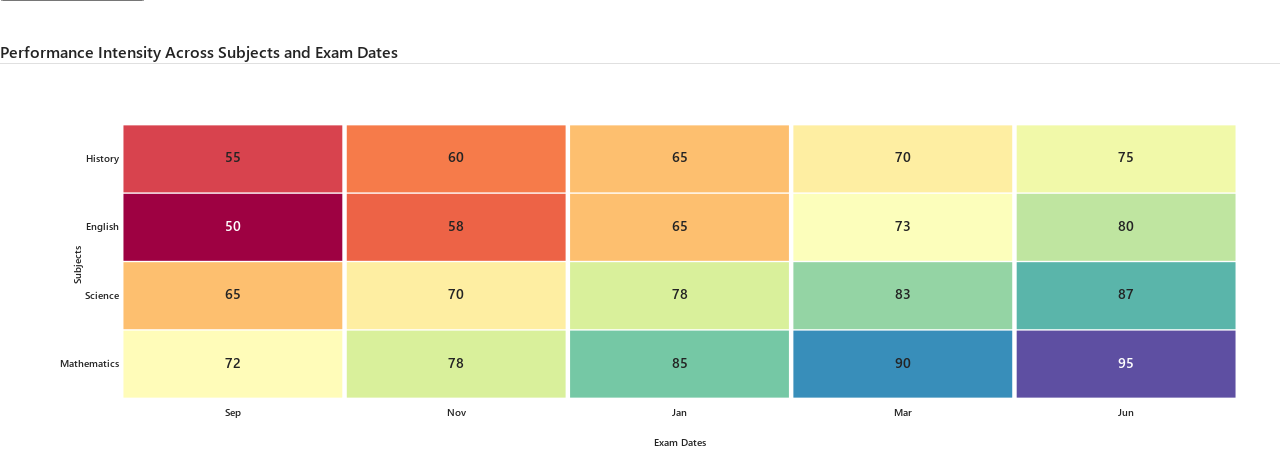 Performance Intensity Across Subjects and Exam Dates
History 55 60 65 70 75
English 50 58 65 73 80
Subjects
Science 65 70 78 83 87
Mathematics 72 78 85 90 95
Sep Nov Jan Mar Jun
Exam Dates